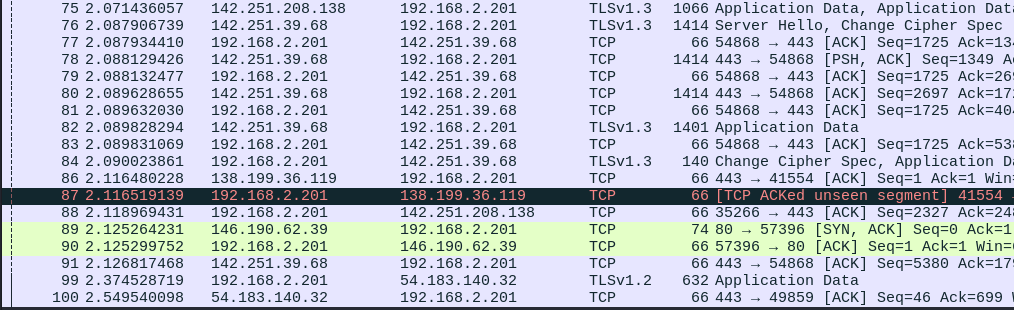 75 2.071436057 142.251.208.138 192.168.2.201 TLSv1.3 1066 Application Data, Application Data
76 2.087906739 142.251.39.68 192.168.2.201 TLSv1.3 1414 Server Hello, Change Cipher Spec
77 2.087934410 192.168.2.201 142.251.39.68 TCP 66 54868 → 443 [ACK] Seq=1725 Ack=134
78 2.088129426 142.251.39.68 192.168.2.201 TCP 1414 443 → 54868 [PSH, ACK] Seq=1349 A
79 2.088132477 192.168.2.201 142.251.39.68 TCP 66 54868 → 443 [ACK] Seq=1725 Ack=269
80 2.089628655 142.251.39.68 192.168.2.201 TCP 1414 443 → 54868 [ACK] Seq=2697 Ack=172
81 2.089632030 192.168.2.201 142.251.39.68 TCP 66 54868 → 443 [ACK] Seq=1725 Ack=404
82 2.089828294 142.251.39.68 192.168.2.201 TLSv1.3 1401 Application Data
83 2.089831069 192.168.2.201 142.251.39.68 TCP 66 54868 → 443 [ACK] Seq=1725 Ack=538
84 2.090023861 192.168.2.201 142.251.39.68 TLSv1.3 140 Change Cipher Spec, Application Da
86 2.116480228 138.199.36.119 192.168.2.201 TCP 66 443 → 41554 [ACK] Seq=1 Ack=1 Win=
87 2.116519139 192.168.2.201 138.199.36.119 TCP 66 [TCP ACKed unseen segment] 41554
88 2.118969431 192.168.2.201 142.251.208.138 TCP 66 35266 → 443 [ACK] Seq=2327 Ack=248
89 2.125264231 146.190.62.39 192.168.2.201 TCP 74 80 → 57396 [SYN, ACK] Seq=0 Ack=1
90 2.125299752 192.168.2.201 146.190.62.39 TCP 66 57396 → 80 [ACK] Seq=1 Ack=1 Win=6
91 2.126817468 142.251.39.68 192.168.2.201 TCP 66 443 → 54868 [ACK] Seq=5380 Ack=179
99 2.374528719 192.168.2.201 54.183.140.32 TLSv1.2 632 Application Data
100 2.549540098 54.183.140.32 192.168.2.201 TCP 66 443 → 49859 [ACK] Seq=46 Ack=699